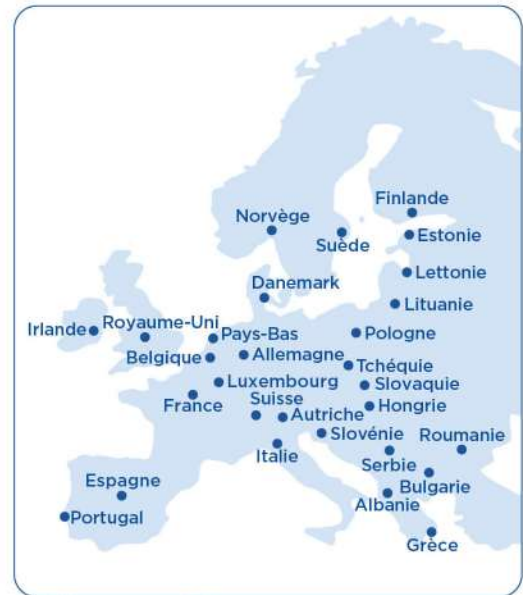 Finlande
Norvège
Suède
Estonie
Lettonie
Danemark
Lituanie
Irlande
Royaume-Uni
Pays-Bas
Pologne
Belgique
Allemagne
Tchéquie
Luxembourg
Slovaquie
France
Suisse
Autriche
Hongrie
Slovénie
Roumanie
Italie
Serbie
Espagne
Bulgarie
Albanie
Portugal
Grèce